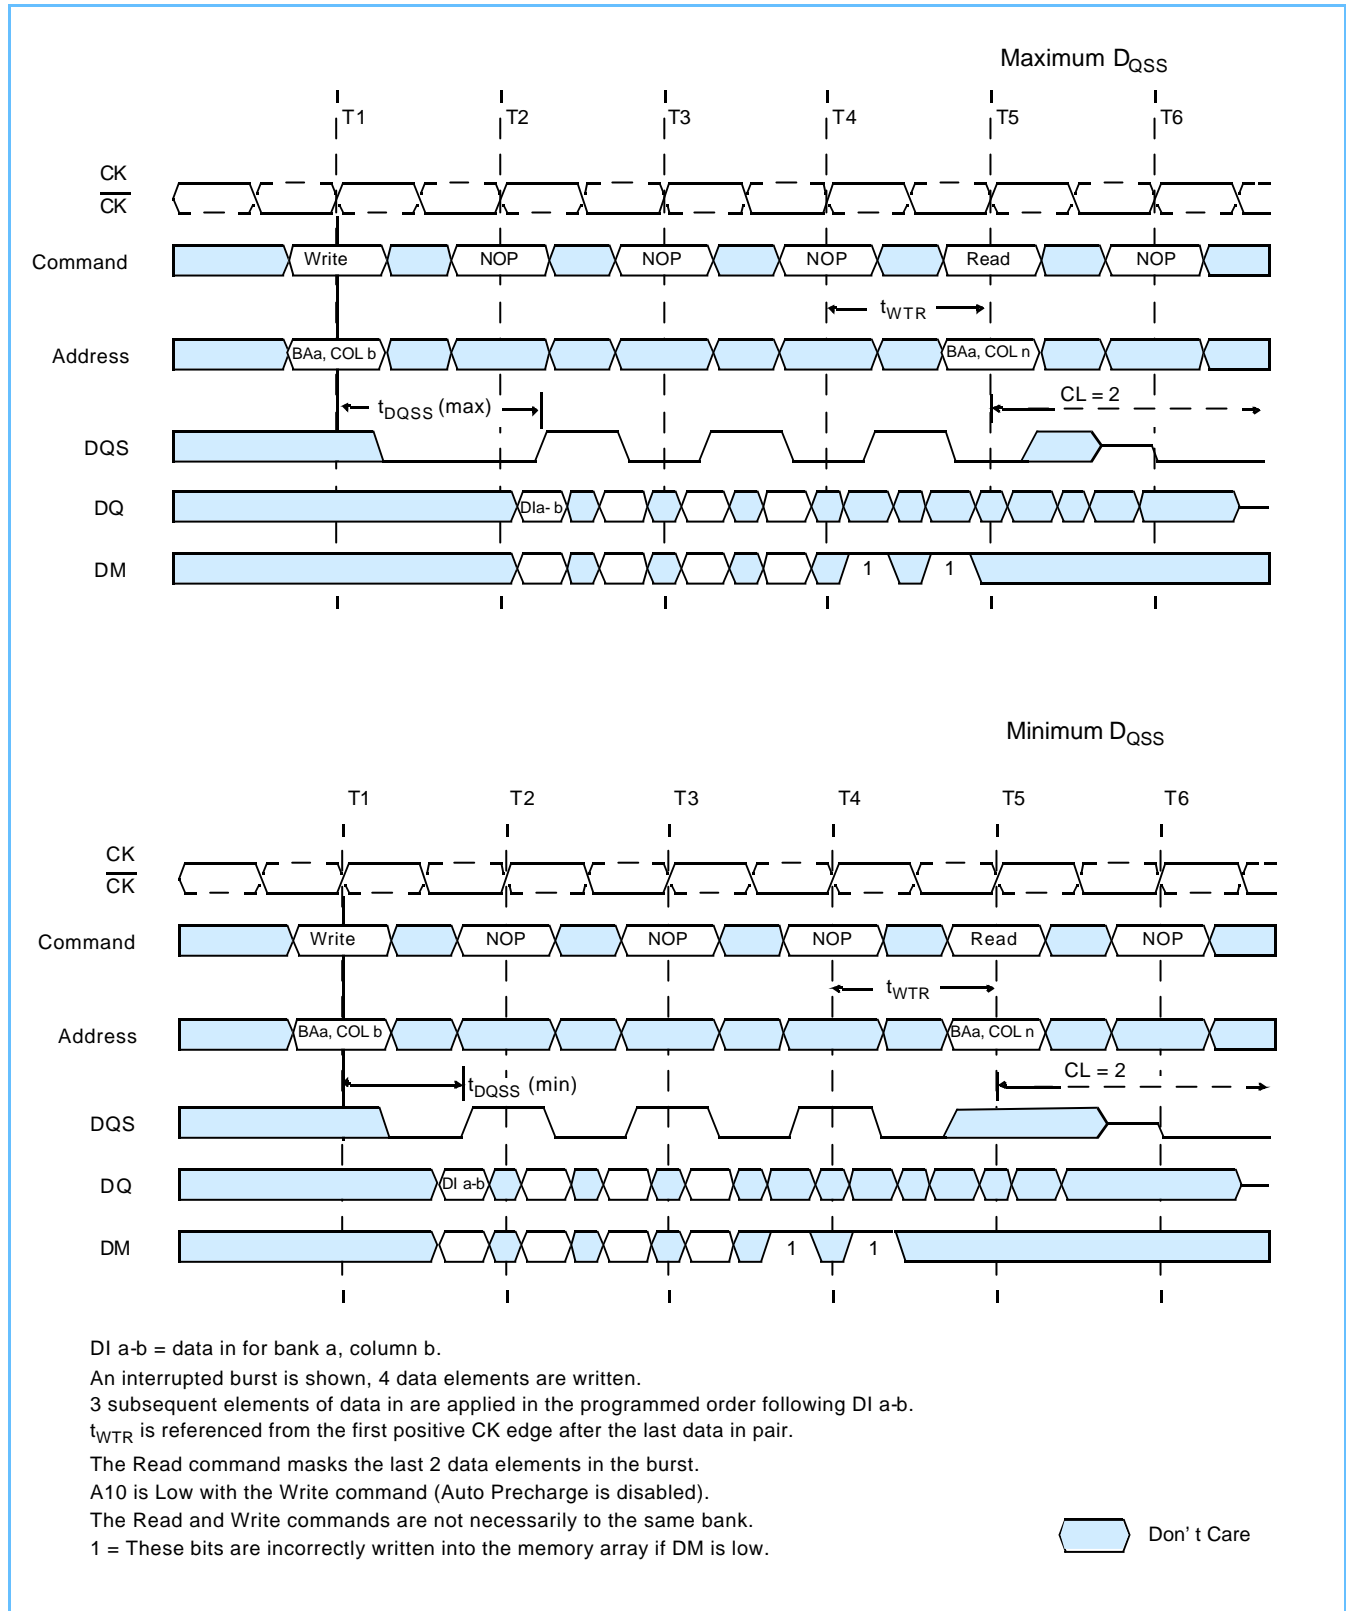 Maximum DQSS
T1 T2 T3 T4 T5 T6
CK
CK
Command Write NOP NOP NOP Read NOP
tWTR
Address BAa, COL b BAa, COL n
tDQSS (max) CL = 2
DQS
DQ DIa- b
DM 1 1
Minimum DQSS
T1 T2 T3 T4 T5 T6
CK
CK
Command Write NOP NOP NOP Read NOP
tWTR
Address BAa, COL b BAa, COL n
tDQSS (min) CL = 2
DQS
DQ DI a-b
DM 1 1
DI a-b = data in for bank a, column b.
An interrupted burst is shown, 4 data elements are written.
3 subsequent elements of data in are applied in the programmed order following DI a-b.
tWTR is referenced from the first positive CK edge after the last data in pair.
The Read command masks the last 2 data elements in the burst.
A10 is Low with the Write command (Auto Precharge is disabled).
The Read and Write commands are not necessarily to the same bank.
1 = These bits are incorrectly written into the memory array if DM is low.
Don' t Care